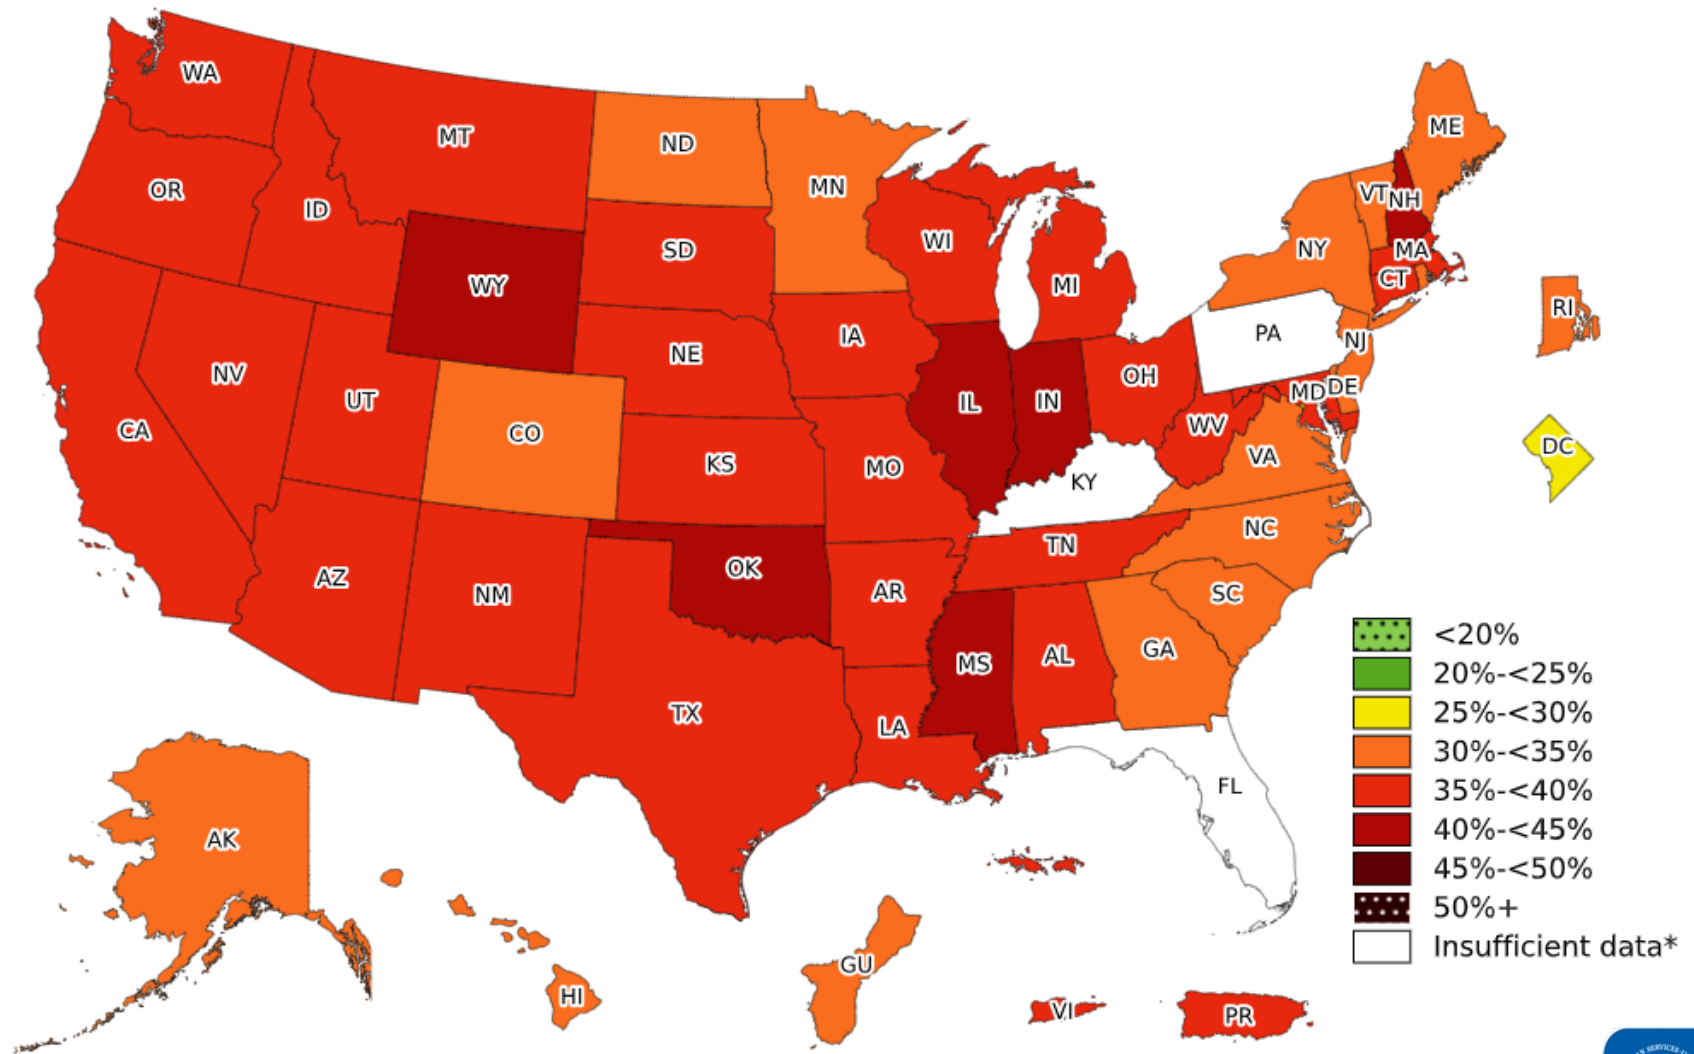 WA
MT
ND
ME
MN
OR
ID
VT
NH
WI
SD
NY
MA
CT
WY
MI
RI
PA
IA
NJ
NE
NV
OH
UT
MD
DE
IL
IN
CA
CO
WV
DC
VA
KS
MO
KY
NC
TN
OK
AZ
AR
NM
SC
GA
AL
MS
TX
LA
FL
AK
GU
HI
VI
PR
<20%
20%-<25%
25%-<30%
30%-<35%
35%-<40%
40%-<45%
45%-<50%
50%+
Insufficient data*